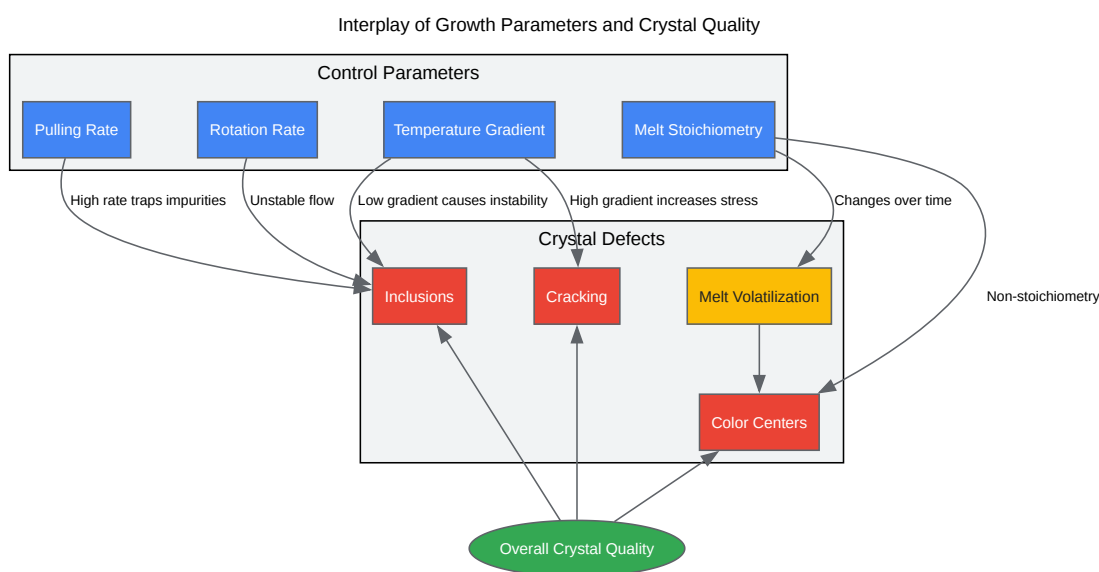 Interplay of Growth Parameters and Crystal Quality
Control Parameters
Pulling Rate
Rotation Rate
Temperature Gradient
Melt Stoichiometry
High rate traps impurities
Unstable flow
Low gradient causes instability
High gradient increases stress
Changes over time
Crystal Defects
Inclusions
Cracking
Melt Volatilization
Non-stoichiometry
Color Centers
Overall Crystal Quality